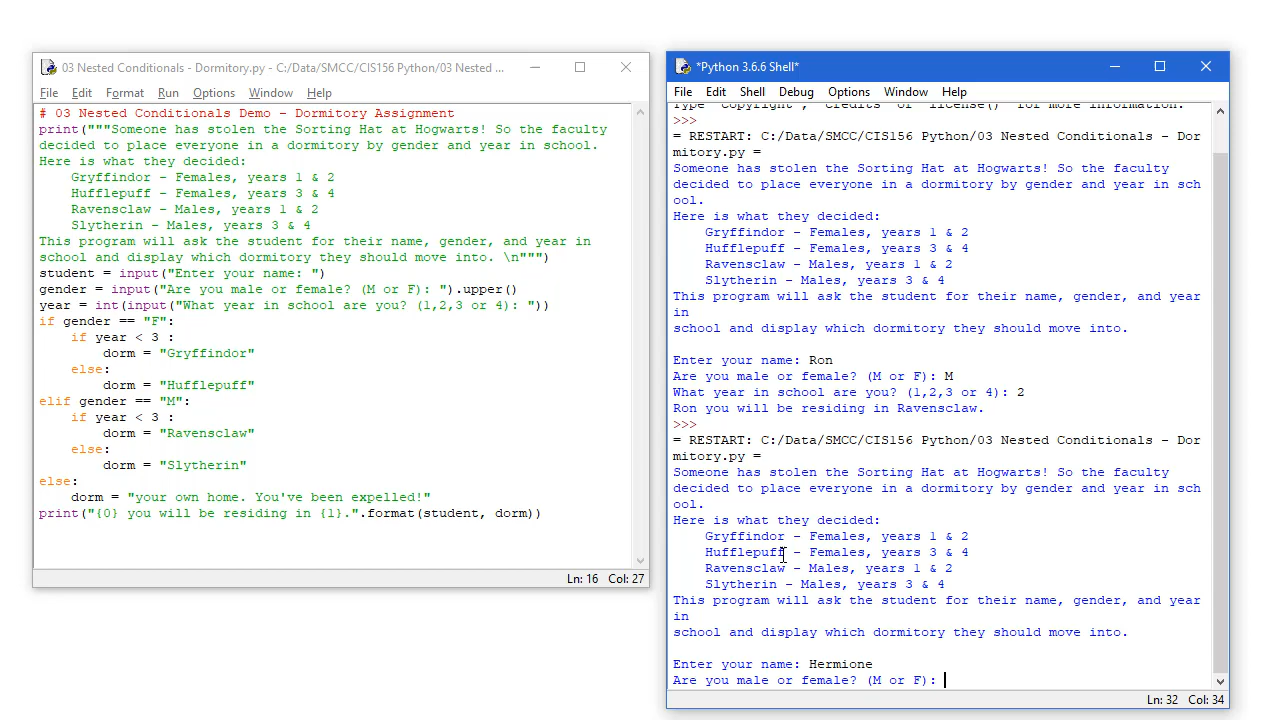 03 Nested Conditionals - Dormitory.py - C:/Data/SMCC/CIS156 Python/03 Nested ...
File Edit Format Run Options Window Help
# 03 Nested Conditionals Demo - Dormitory Assignment
print("""Someone has stolen the Sorting Hat at Hogwarts! So the faculty
decided to place everyone in a dormitory by gender and year in school.
Here is what they decided:
    Gryffindor - Females, years 1 & 2
    Hufflepuff - Females, years 3 & 4
    Ravensclaw - Males, years 1 & 2
    Slytherin - Males, years 3 & 4
This program will ask the student for their name, gender, and year in
school and display which dormitory they should move into. \n""")
student = input("Enter your name: ")
gender = input("Are you male or female? (M or F): ").upper()
year = int(input("What year in school are you? (1,2,3 or 4): "))
if gender == "F":
    if year < 3 :
        dorm = "Gryffindor"
    else:
        dorm = "Hufflepuff"
elif gender == "M":
    if year < 3 :
        dorm = "Ravensclaw"
    else:
        dorm = "Slytherin"
else:
    dorm = "your own home. You've been expelled!"
print("{0} you will be residing in {1}.".format(student, dorm))
Ln: 16 Col: 27
*Python 3.6.6 Shell*
File Edit Shell Debug Options Window Help
Type "copyright", "credits" or "license()" for more information.
>>>
= RESTART: C:/Data/SMCC/CIS156 Python/03 Nested Conditionals - Dor
mitory.py =
Someone has stolen the Sorting Hat at Hogwarts! So the faculty
decided to place everyone in a dormitory by gender and year in sch
ool.
Here is what they decided:
    Gryffindor - Females, years 1 & 2
    Hufflepuff - Females, years 3 & 4
    Ravensclaw - Males, years 1 & 2
    Slytherin - Males, years 3 & 4
This program will ask the student for their name, gender, and year
in
school and display which dormitory they should move into.
Enter your name: Ron
Are you male or female? (M or F): M
What year in school are you? (1,2,3 or 4): 2
Ron you will be residing in Ravensclaw.
>>>
= RESTART: C:/Data/SMCC/CIS156 Python/03 Nested Conditionals - Dor
mitory.py =
Someone has stolen the Sorting Hat at Hogwarts! So the faculty
decided to place everyone in a dormitory by gender and year in sch
ool.
Here is what they decided:
    Gryffindor - Females, years 1 & 2
    Hufflepuff - Females, years 3 & 4
    Ravensclaw - Males, years 1 & 2
    Slytherin - Males, years 3 & 4
This program will ask the student for their name, gender, and year
in
school and display which dormitory they should move into.
Enter your name: Hermione
Are you male or female? (M or F):
Ln: 32 Col: 34